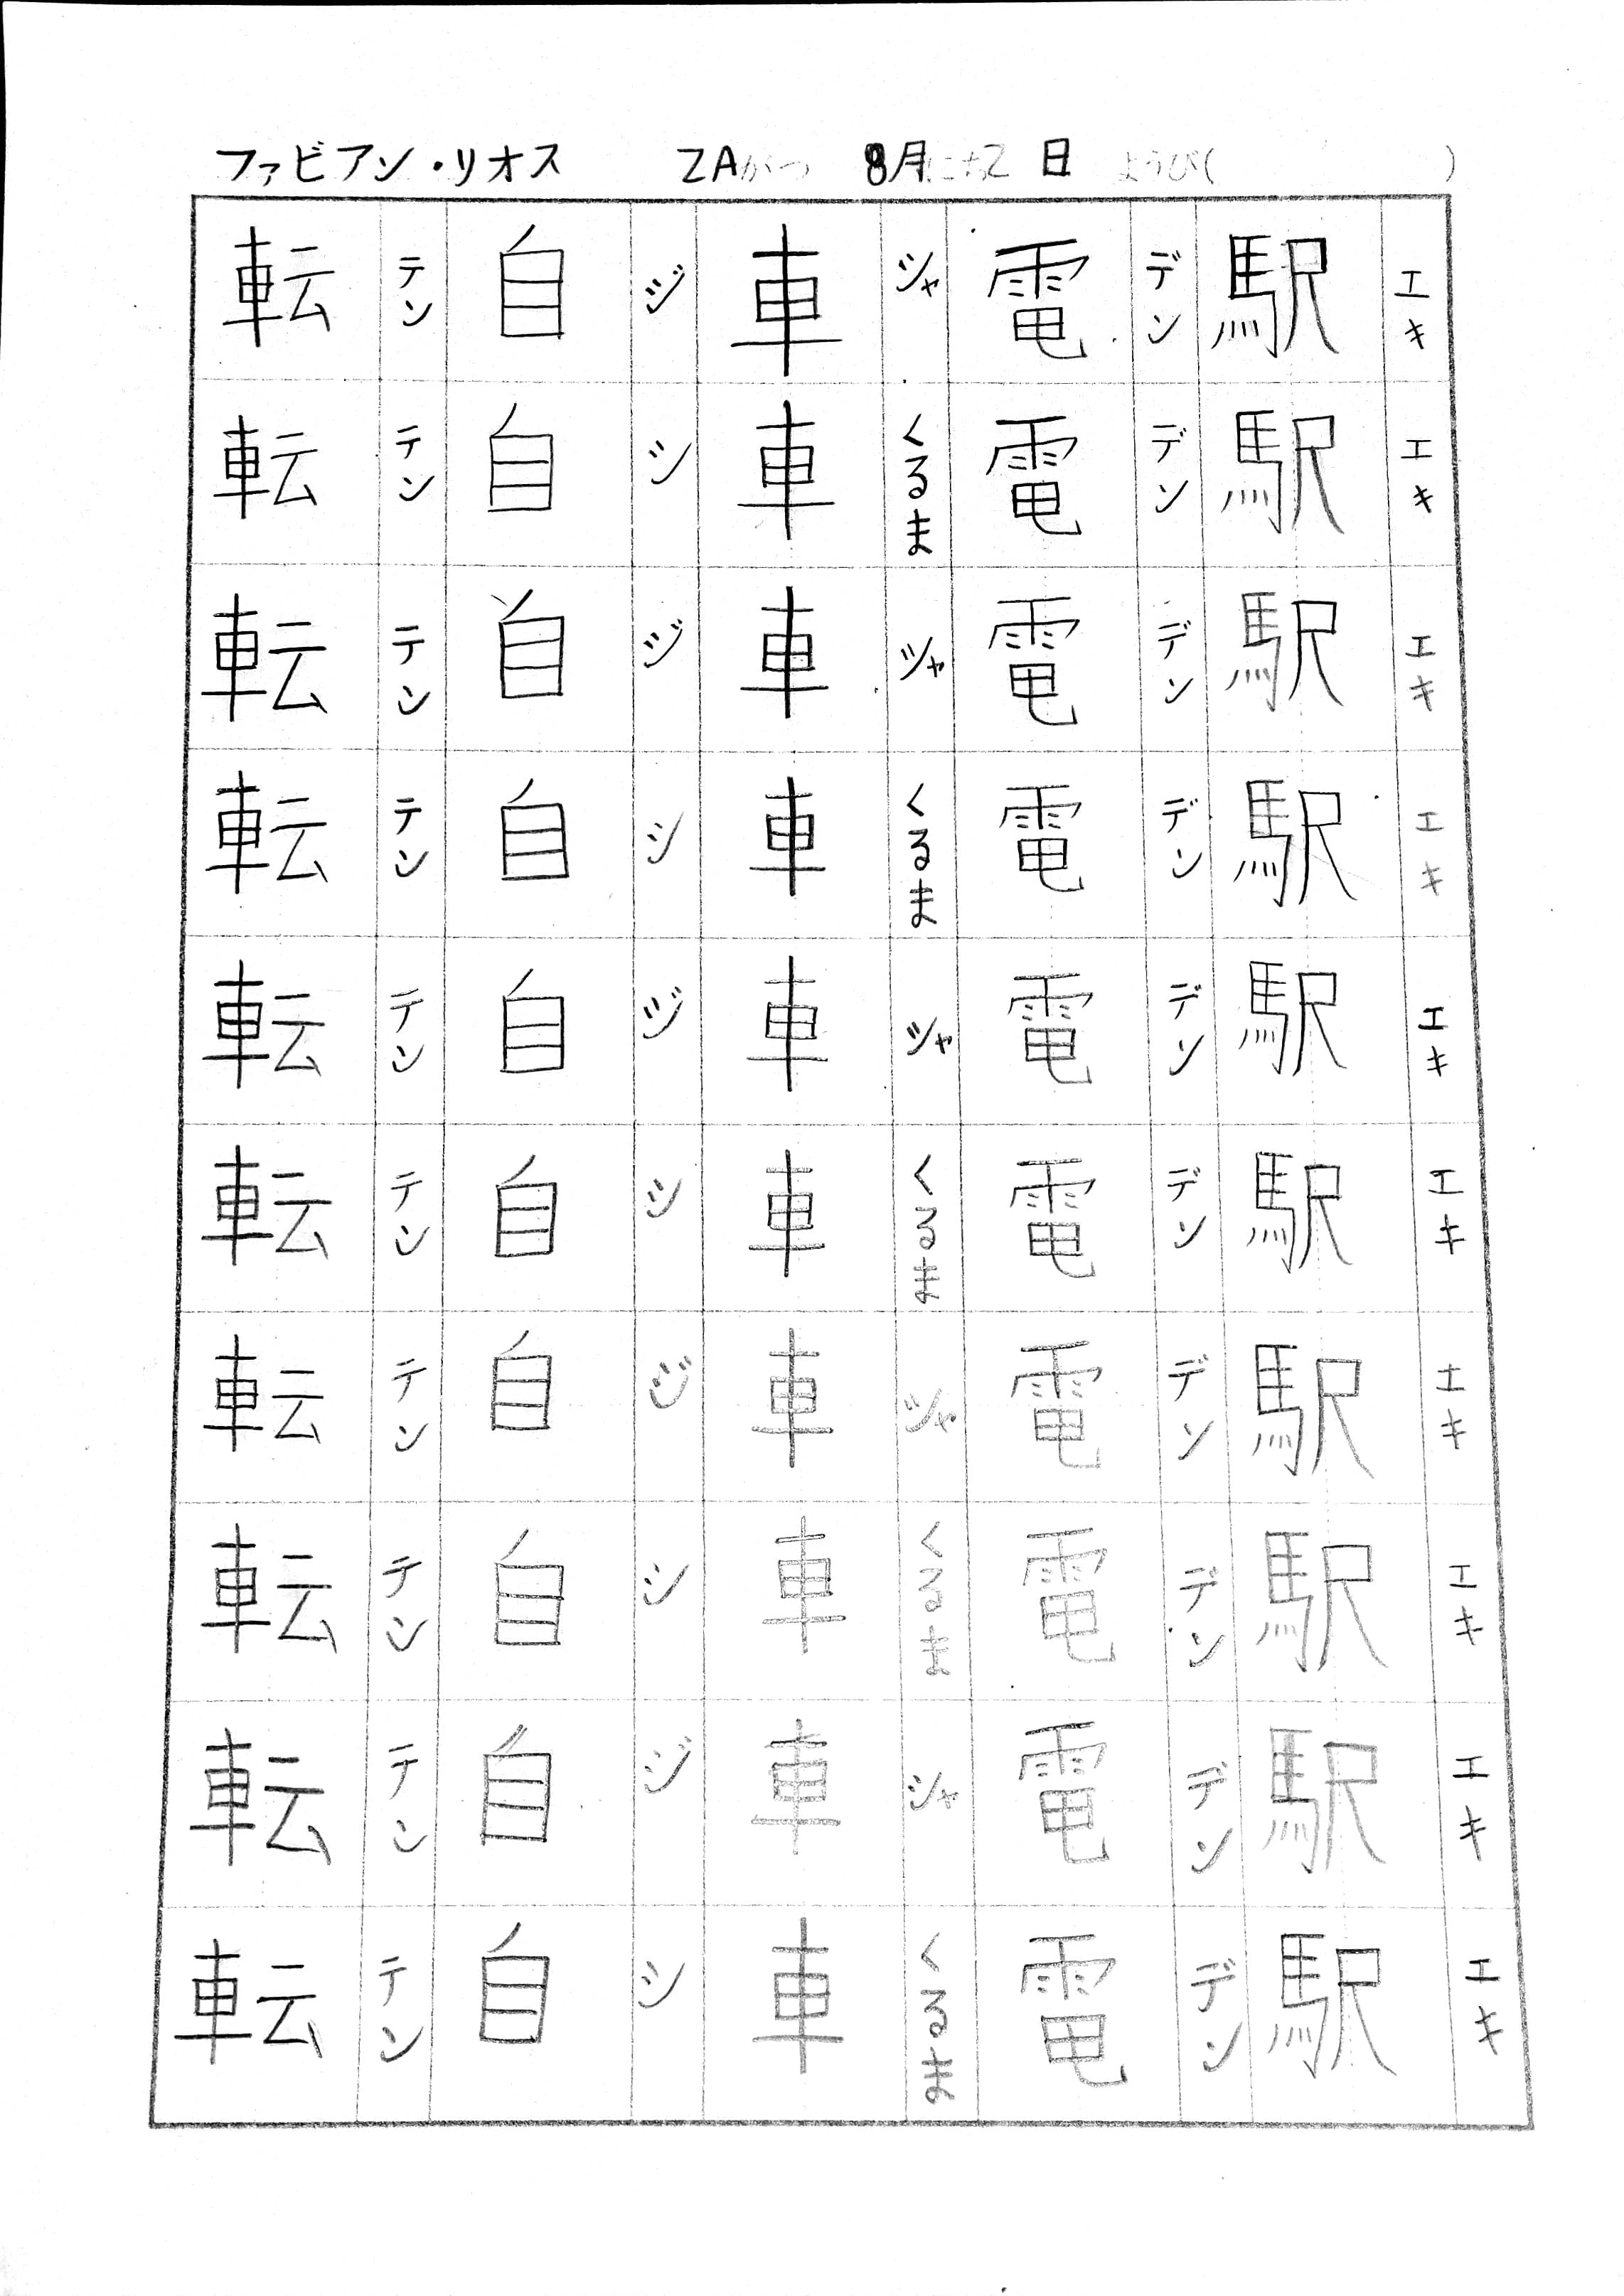 ファビアン・リオス 2Aがつ 8月にち2日 ようび( )
エキエキエキエキエキエキエキエキエキエキ
駅駅駅駅駅駅駅駅駅駅
デンデンデンデンデンデンデンデンデンデン
電電電電電電電電電電
シャくるまシャくるまシャくるまシャくるまシャくるま
車車車車車車車車車車
ジシジシジシジシジシ
自自自自自自自自自自
テンテンテンテンテンテンテンテンテンテン
転転転転転転転転転転